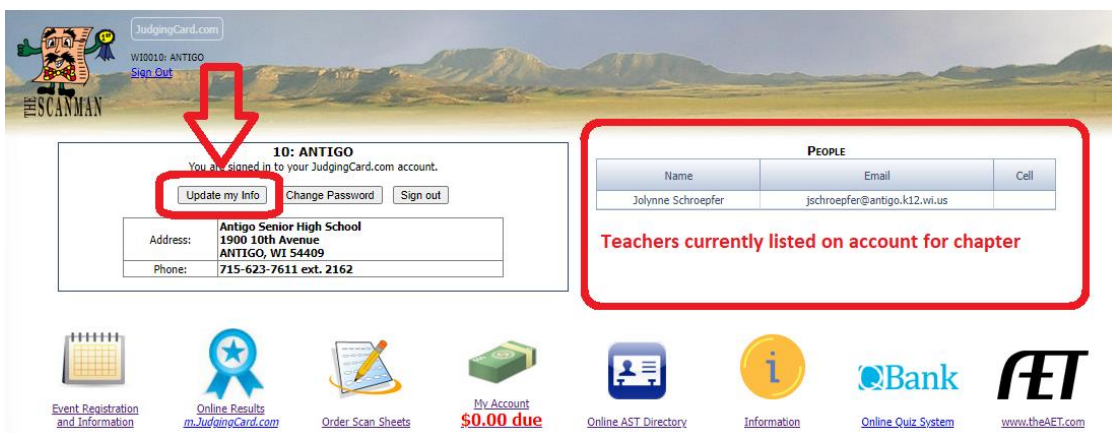 JudgingCard.com
WI0010: ANTIGO
Sign Out
THE SCANMAN
10: ANTIGO
You are signed in to your JudgingCard.com account.
Update my Info Change Password Sign out
Address: Antigo Senior High School
1900 10th Avenue
ANTIGO, WI 54409
Phone: 715-623-7611 ext. 2162
PEOPLE
Name Email Cell
Jolynne Schroepfer jschroepfer@antigo.k12.wi.us
Teachers currently listed on account for chapter
Event Registration
and Information
Online Results
m.JudgingCard.com
Order Scan Sheets
My Account
$0.00 due
Online AST Directory
i
Information
QBank
Online Quiz System
ÆT
www.theAET.com